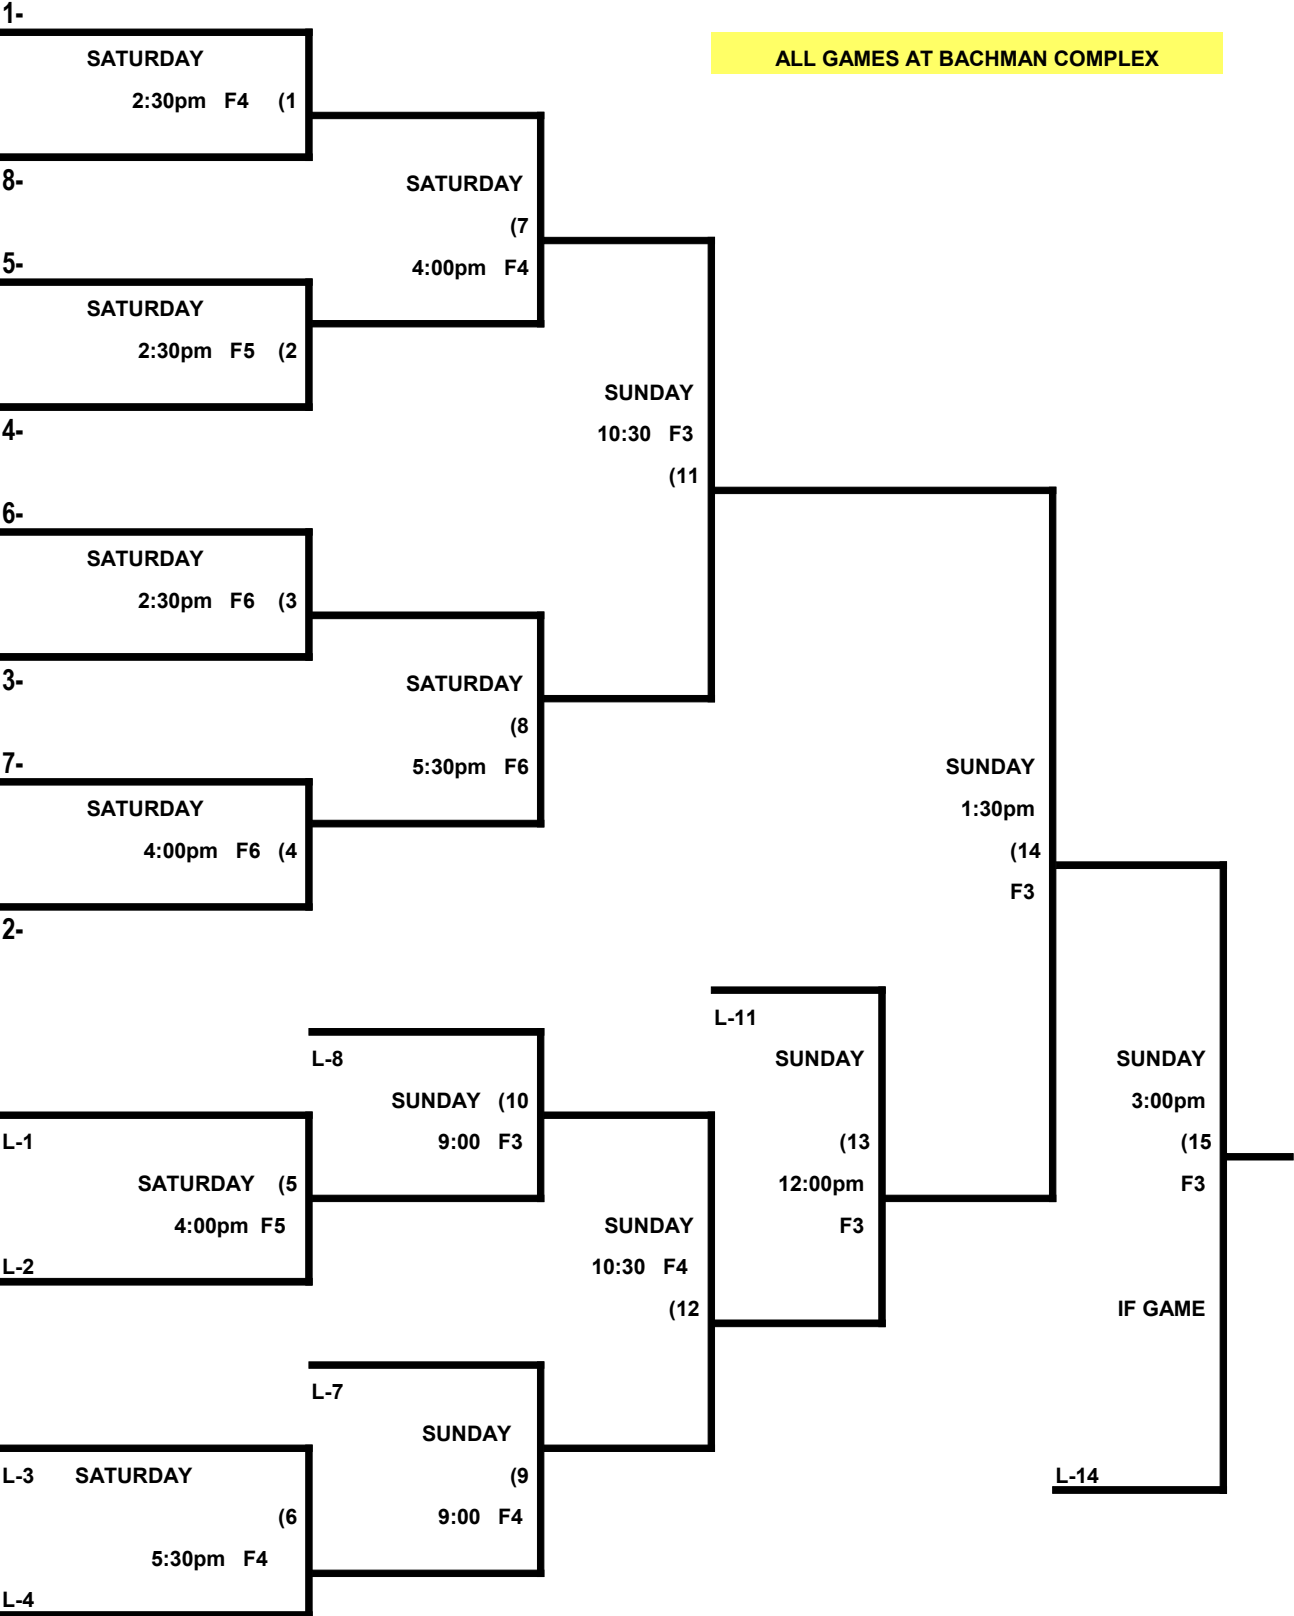 1-
SATURDAY
ALL GAMES AT BACHMAN COMPLEX
2:30pm F4 (1
8-
SATURDAY
(7
5-
4:00pm F4
SATURDAY
2:30pm F5 (2
SUNDAY
4-
10:30 F3
(11
6-
SATURDAY
2:30pm F6 (3
3-
SATURDAY
(8
7-
5:30pm F6
SUNDAY
SATURDAY
1:30pm
4:00pm F6 (4
(14
F3
2-
L-11
L-8
SUNDAY
SUNDAY
SUNDAY (10
3:00pm
L-1
9:00 F3
(13
(15
SATURDAY (5
12:00pm
F3
4:00pm F5
SUNDAY
F3
L-2
10:30 F4
(12
IF GAME
L-7
SUNDAY
L-3 SATURDAY
(9
L-14
(6
9:00 F4
5:30pm F4
L-4